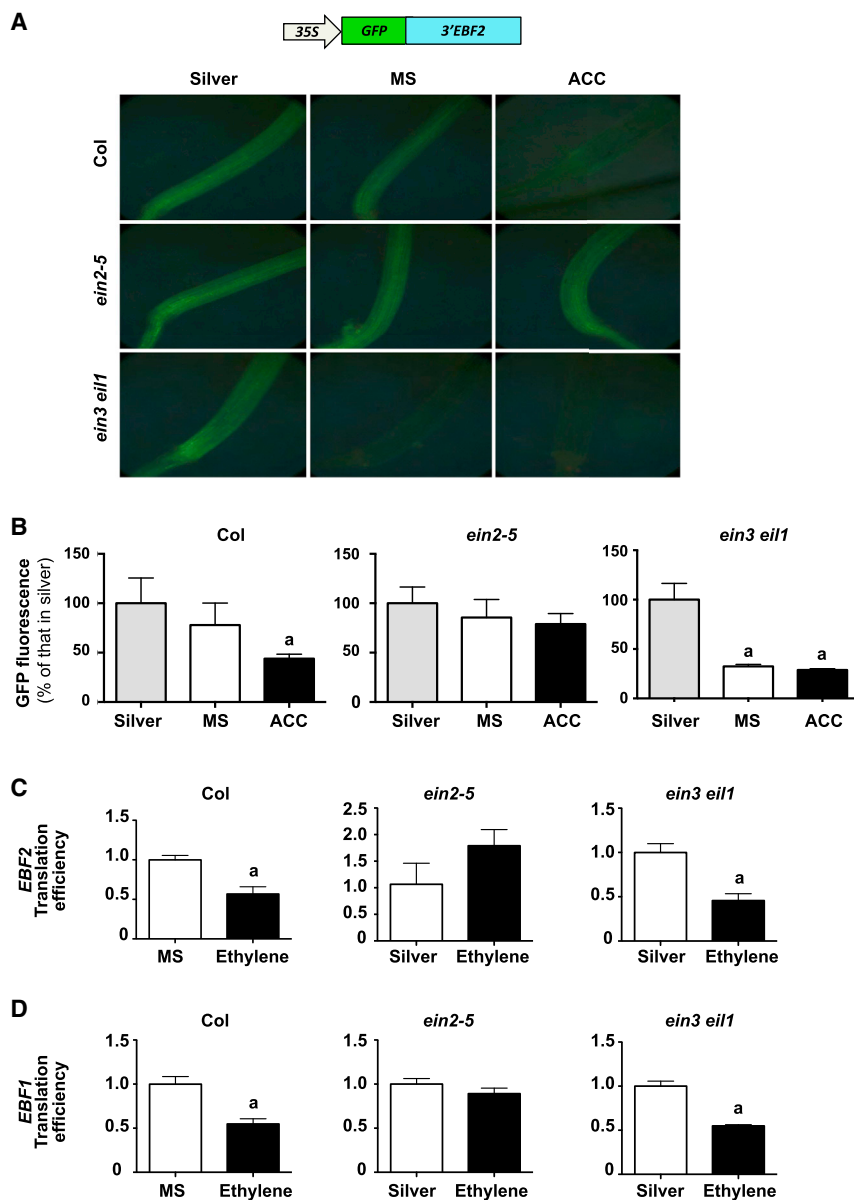 A
35S GFP 3'EBF2
Silver MS ACC
Col
ein2-5
ein3 eil1
B
Col ein2-5 ein3 eil1
GFP fluorescence
(% of that in silver)
150 150 150
100 100 100
50 50 50
0 0 0
a a a
Silver MS ACC Silver MS ACC Silver MS ACC
C
Col ein2-5 ein3 eil1
EBF2
Translation
efficiency
1.5 2.5 1.5
1.0 2.0 1.0
0.5 1.5 0.5
0 1.0 0
0.5
0
a a
MS Ethylene Silver Ethylene Silver Ethylene
D
Col ein2-5 ein3 eil1
EBF1
Translation
efficiency
1.5 1.5 1.5
1.0 1.0 1.0
0.5 0.5 0.5
0 0 0
a a
MS Ethylene Silver Ethylene Silver Ethylene